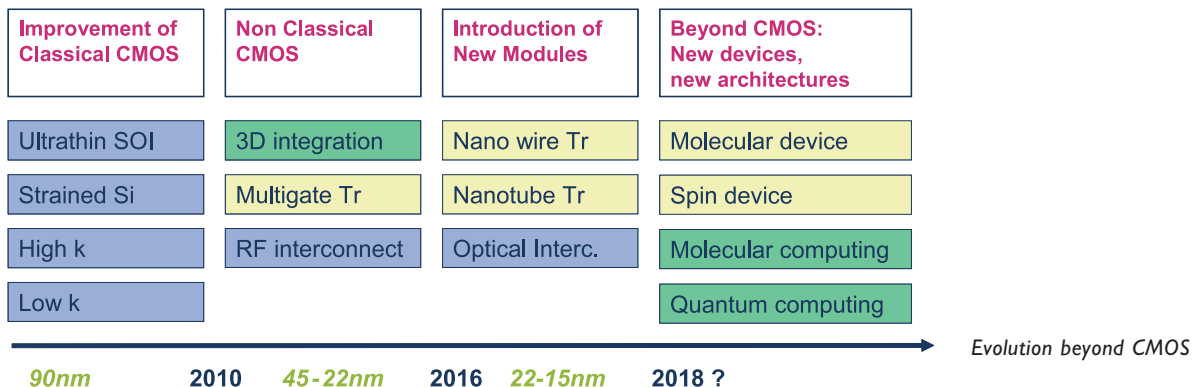 Improvement of
Classical CMOS
Non Classical
CMOS
Introduction of
New Modules
Beyond CMOS:
New devices,
new architectures
Ultrathin SOI
3D integration
Nano wire Tr
Molecular device
Strained Si
Multigate Tr
Nanotube Tr
Spin device
High k
RF interconnect
Optical Interc.
Molecular computing
Low k
Quantum computing
Evolution beyond CMOS
90nm
2010
45-22nm
2016
22-15nm
2018 ?